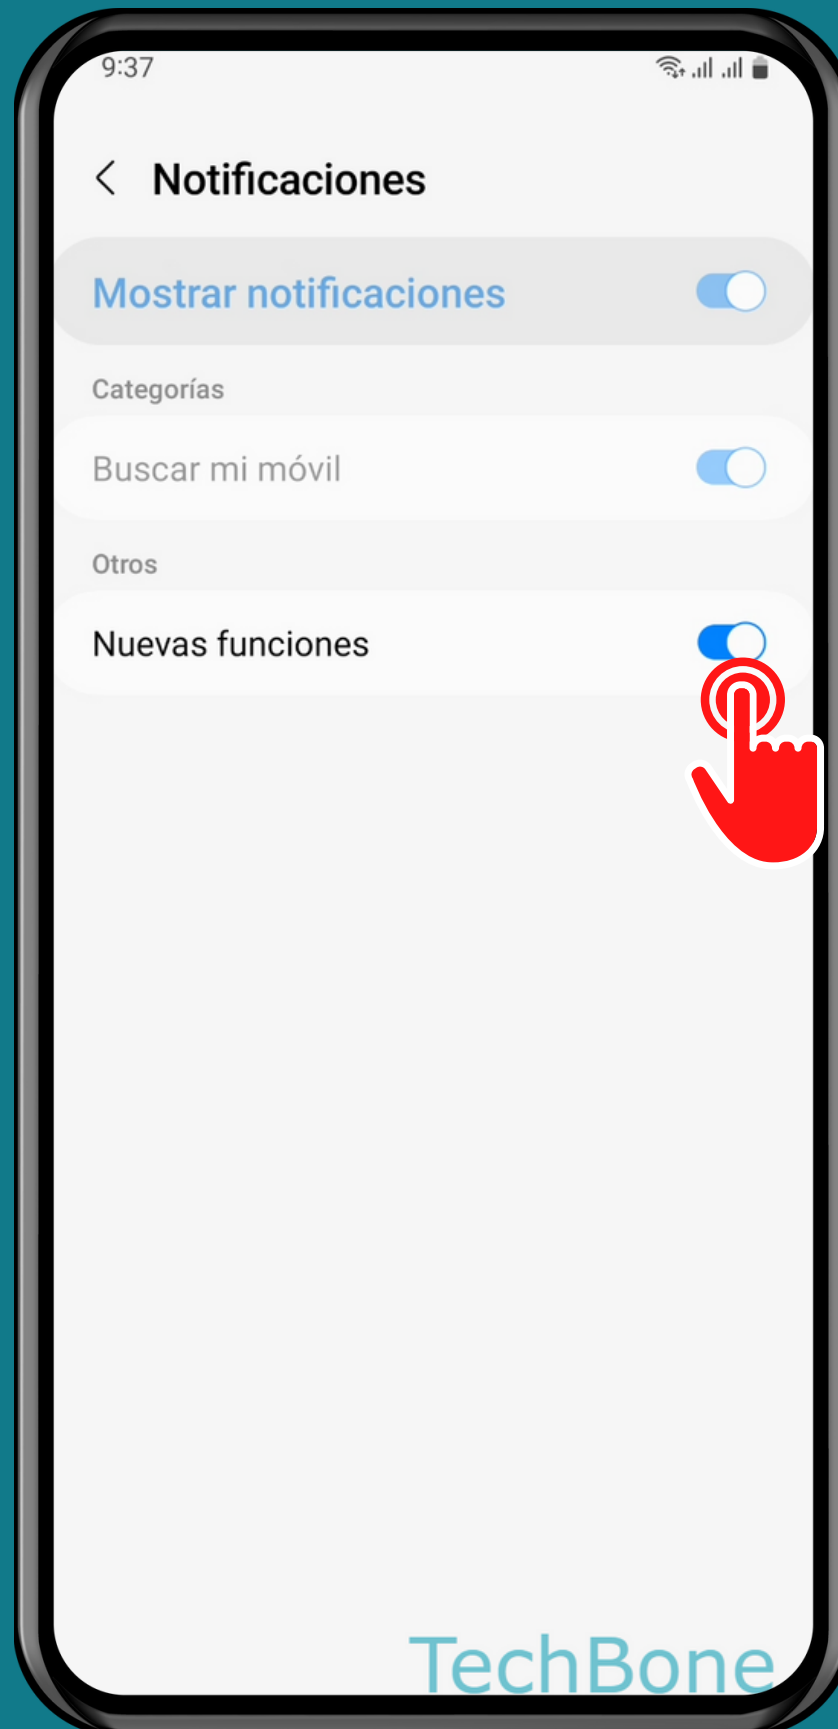 9:37
Notificaciones
Mostrar notificaciones
Categorías
Buscar mi móvil
Otros
Nuevas funciones
TechBone